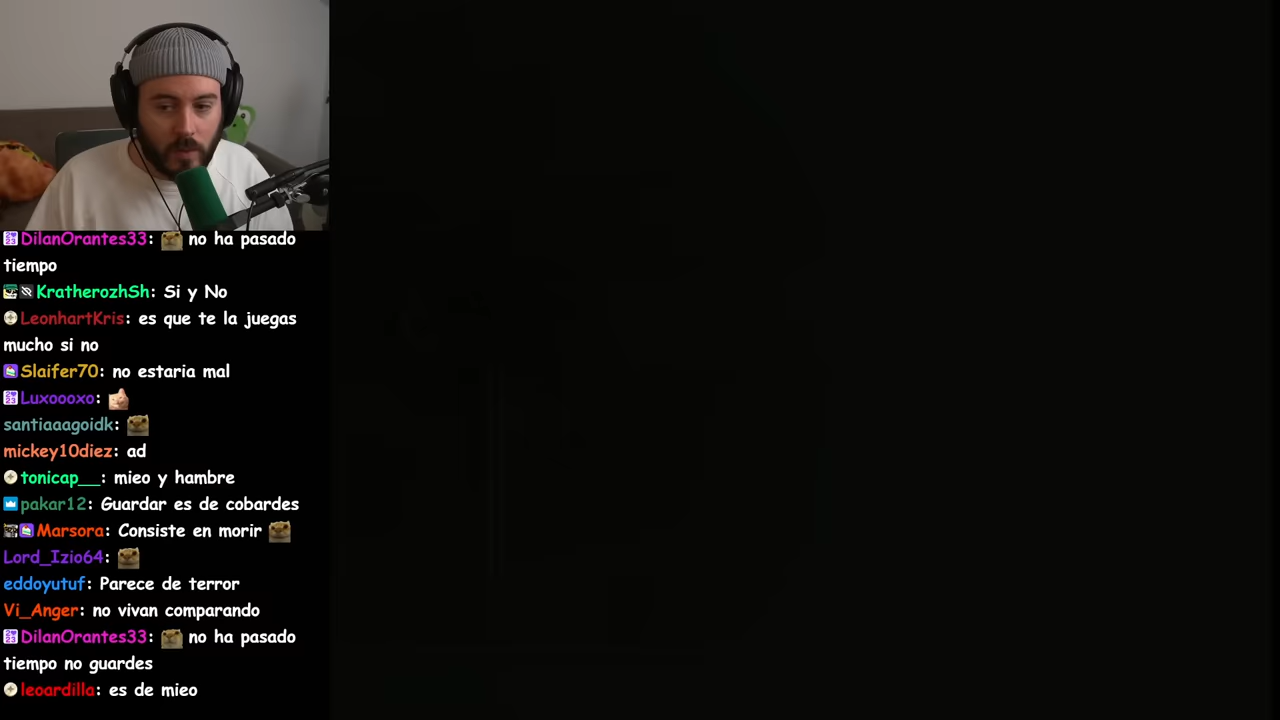 DilanOrantes33: no ha pasado
tiempo
KratherozhSh: Si y No
LeonhartKris: es que te la juegas
mucho si no
Slaifer70: no estaria mal
Luxoooxo:
santiaaagoidk:
mickey10diez: ad
tonicap__: mieo y hambre
pakar12: Guardar es de cobardes
Marsora: Consiste en morir
Lord_Izio64:
eddoyutuf: Parece de terror
Vi_Anger: no vivan comparando
DilanOrantes33: no ha pasado
tiempo no guardes
leoardilla: es de mieo